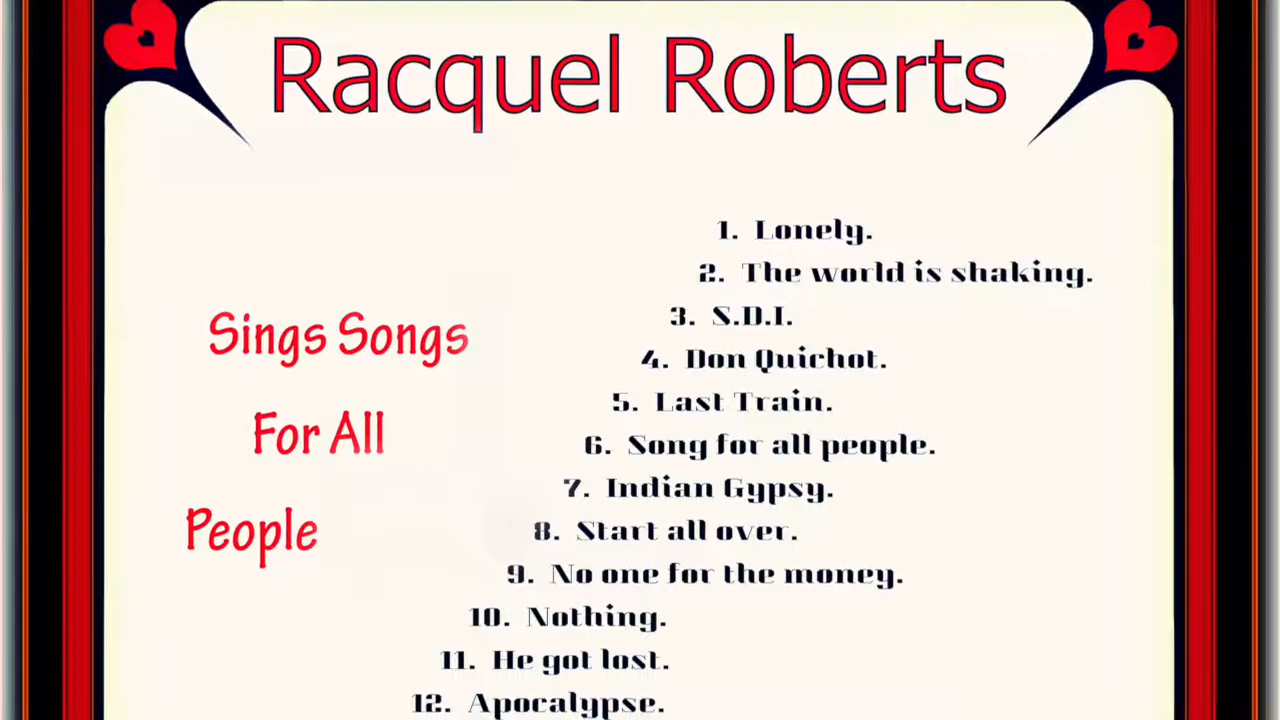 Racquel Roberts
Sings Songs
For All
People
1. Lonely.
2. The world is shaking.
3. S.D.I.
4. Don Quichot.
5. Last Train.
6. Song for all people.
7. Indian Gypsy.
8. Start all over.
9. No one for the money.
10. Nothing.
11. He got lost.
12. Apocalypse.